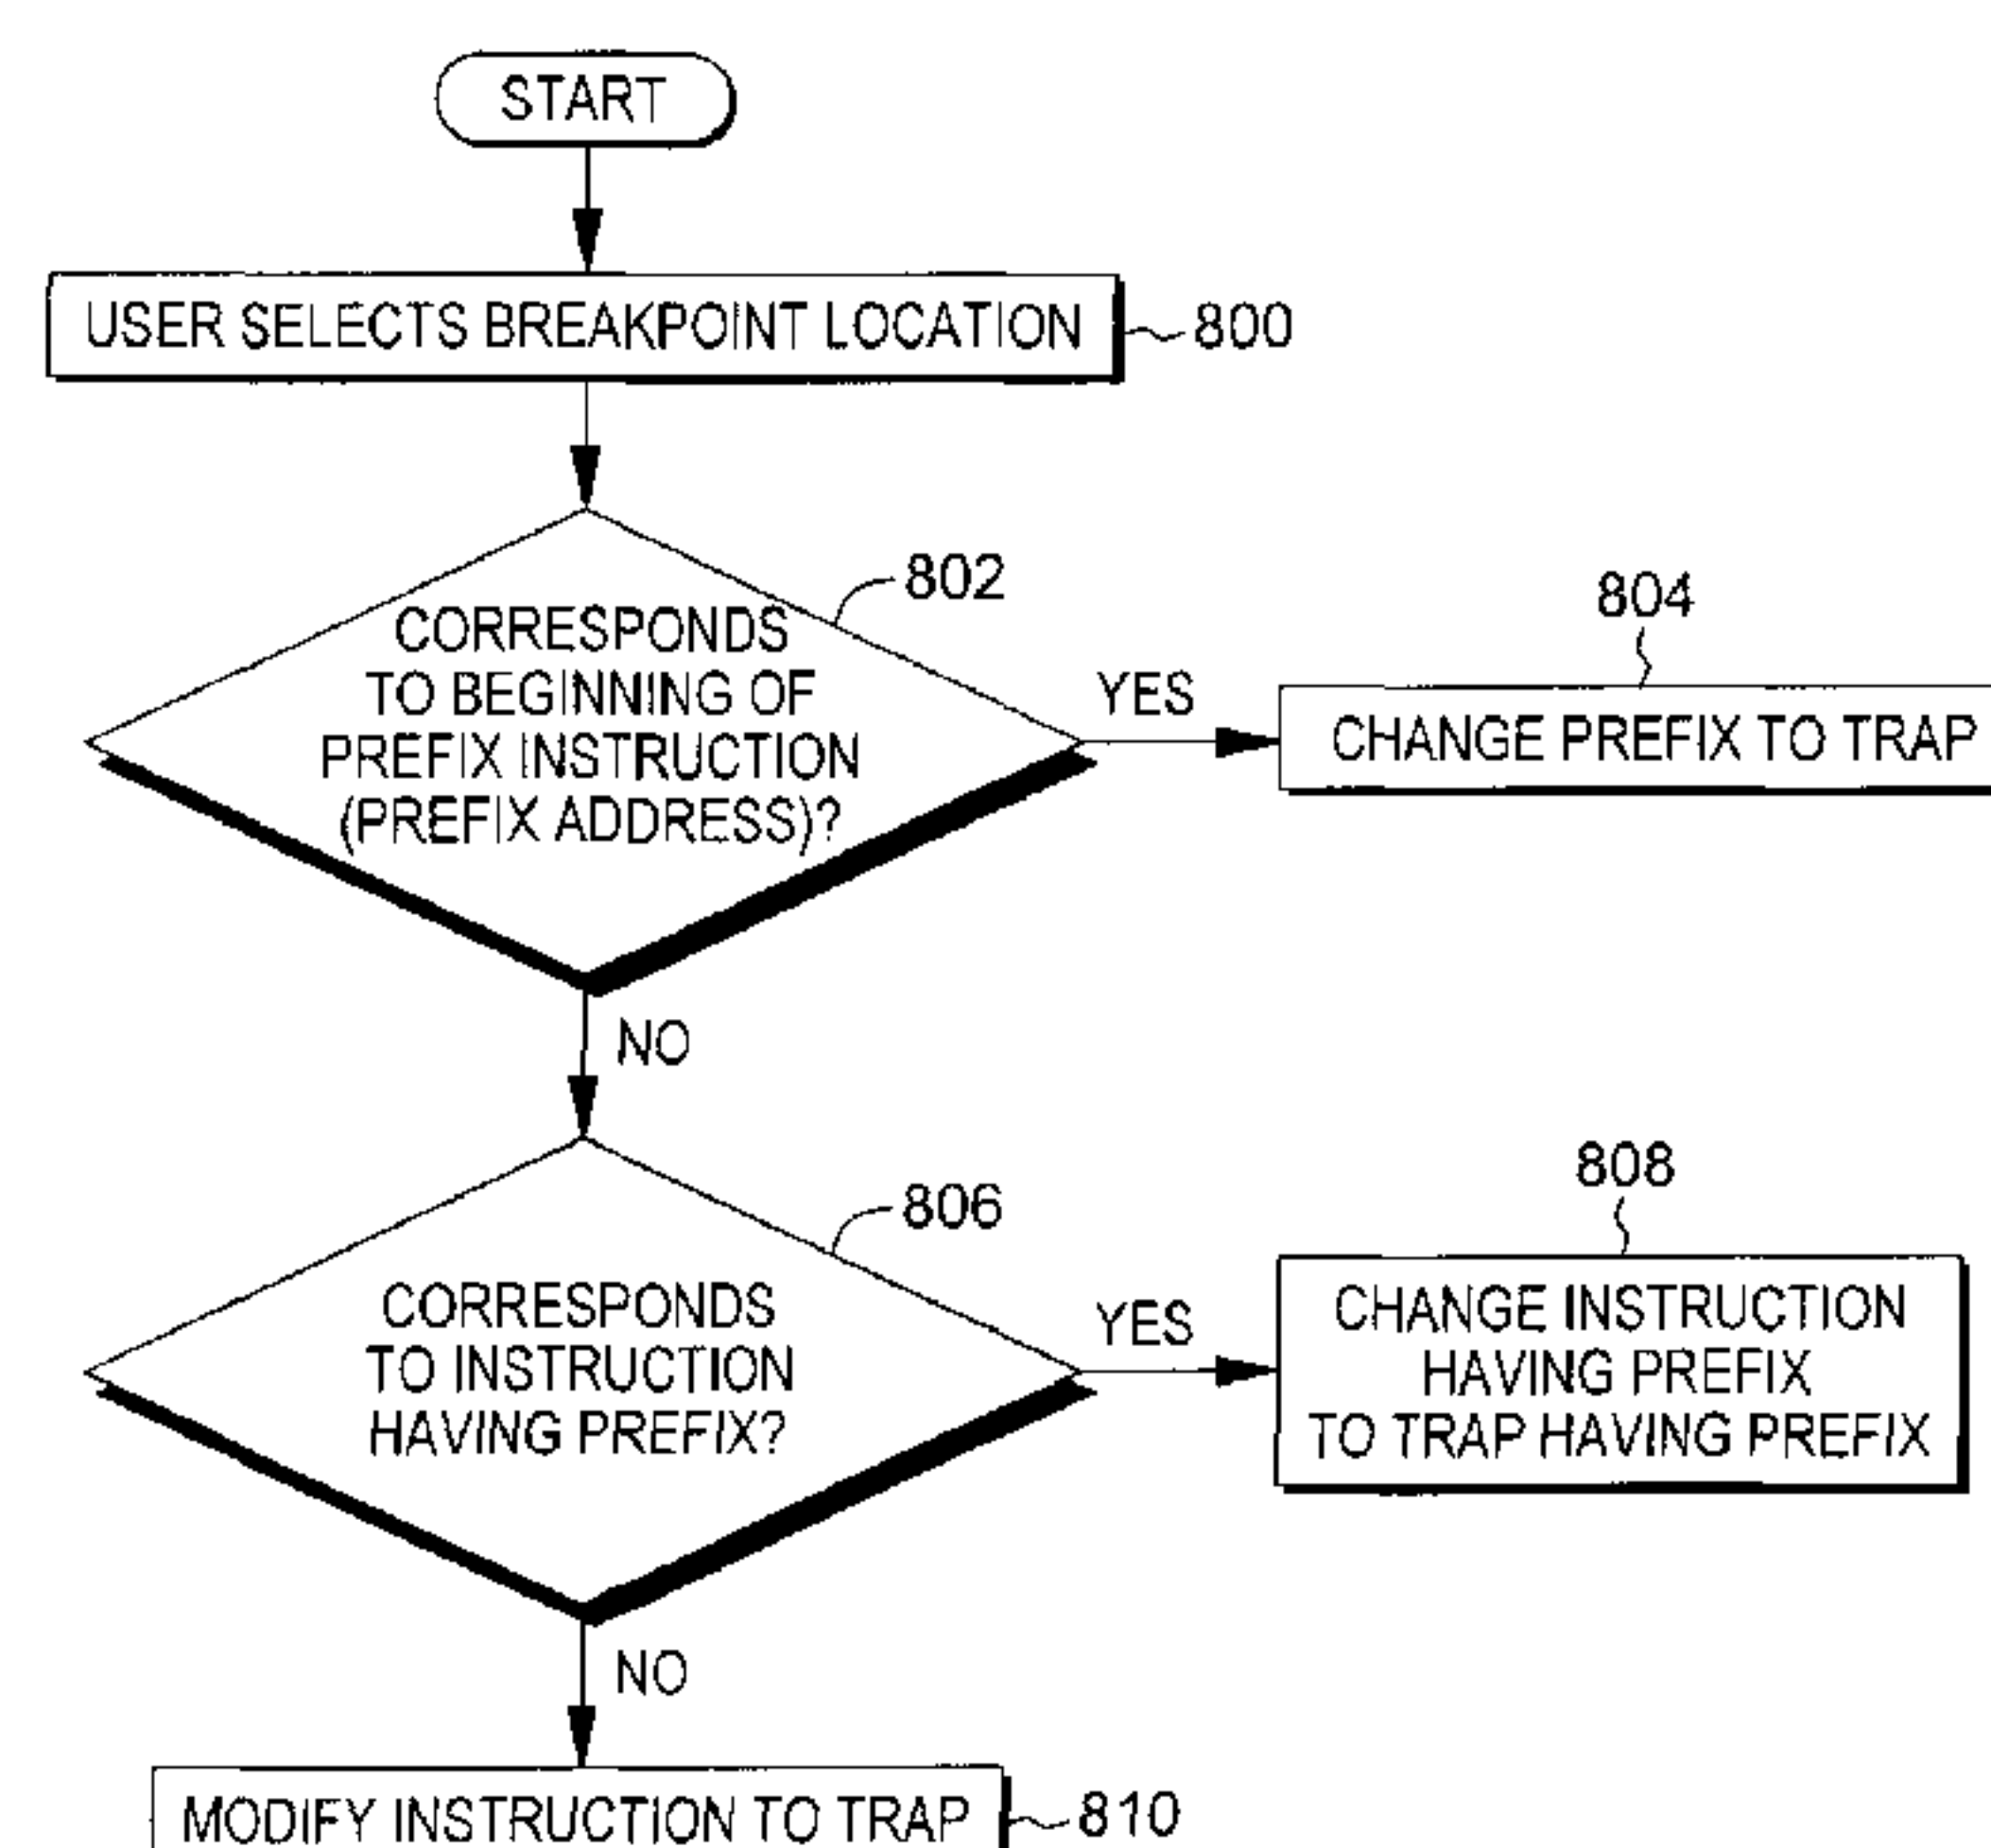 START
USER SELECTS BREAKPOINT LOCATION
800
802
CORRESPONDS
TO BEGINNING OF
PREFIX INSTRUCTION
(PREFIX ADDRESS)?
YES
804
CHANGE PREFIX TO TRAP
NO
806
CORRESPONDS
TO INSTRUCTION
HAVING PREFIX?
YES
808
CHANGE INSTRUCTION
HAVING PREFIX
TO TRAP HAVING PREFIX
NO
MODIFY INSTRUCTION TO TRAP
810